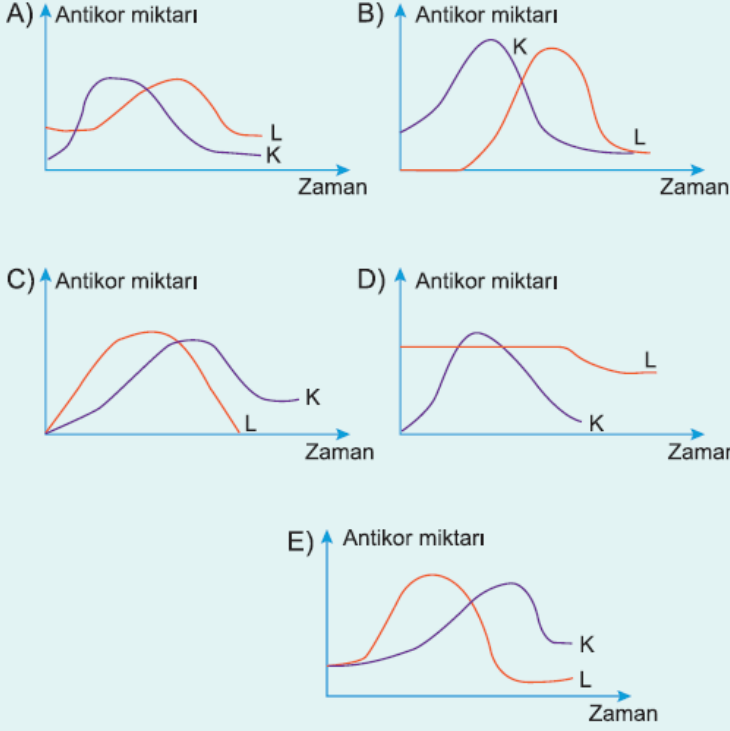 A) Antikor miktarı
L
K
Zaman
B) Antikor miktarı
K
L
Zaman
C) Antikor miktarı
K
L
Zaman
D) Antikor miktarı
L
K
Zaman
E) Antikor miktarı
K
L
Zaman